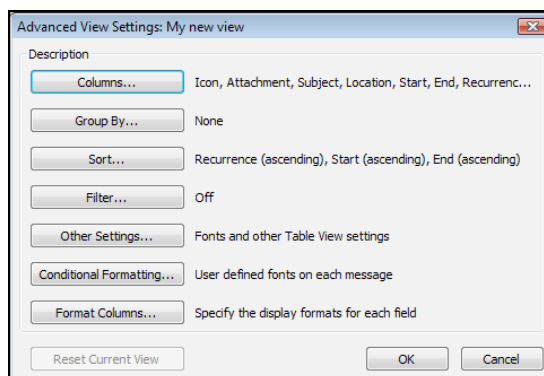 Advanced View Settings: My new view
Description
Columns... Icon, Attachment, Subject, Location, Start, End, Recurrenc...
Group By... None
Sort... Recurrence (ascending), Start (ascending), End (ascending)
Filter... Off
Other Settings... Fonts and other Table View settings
Conditional Formatting... User defined fonts on each message
Format Columns... Specify the display formats for each field
Reset Current View OK Cancel